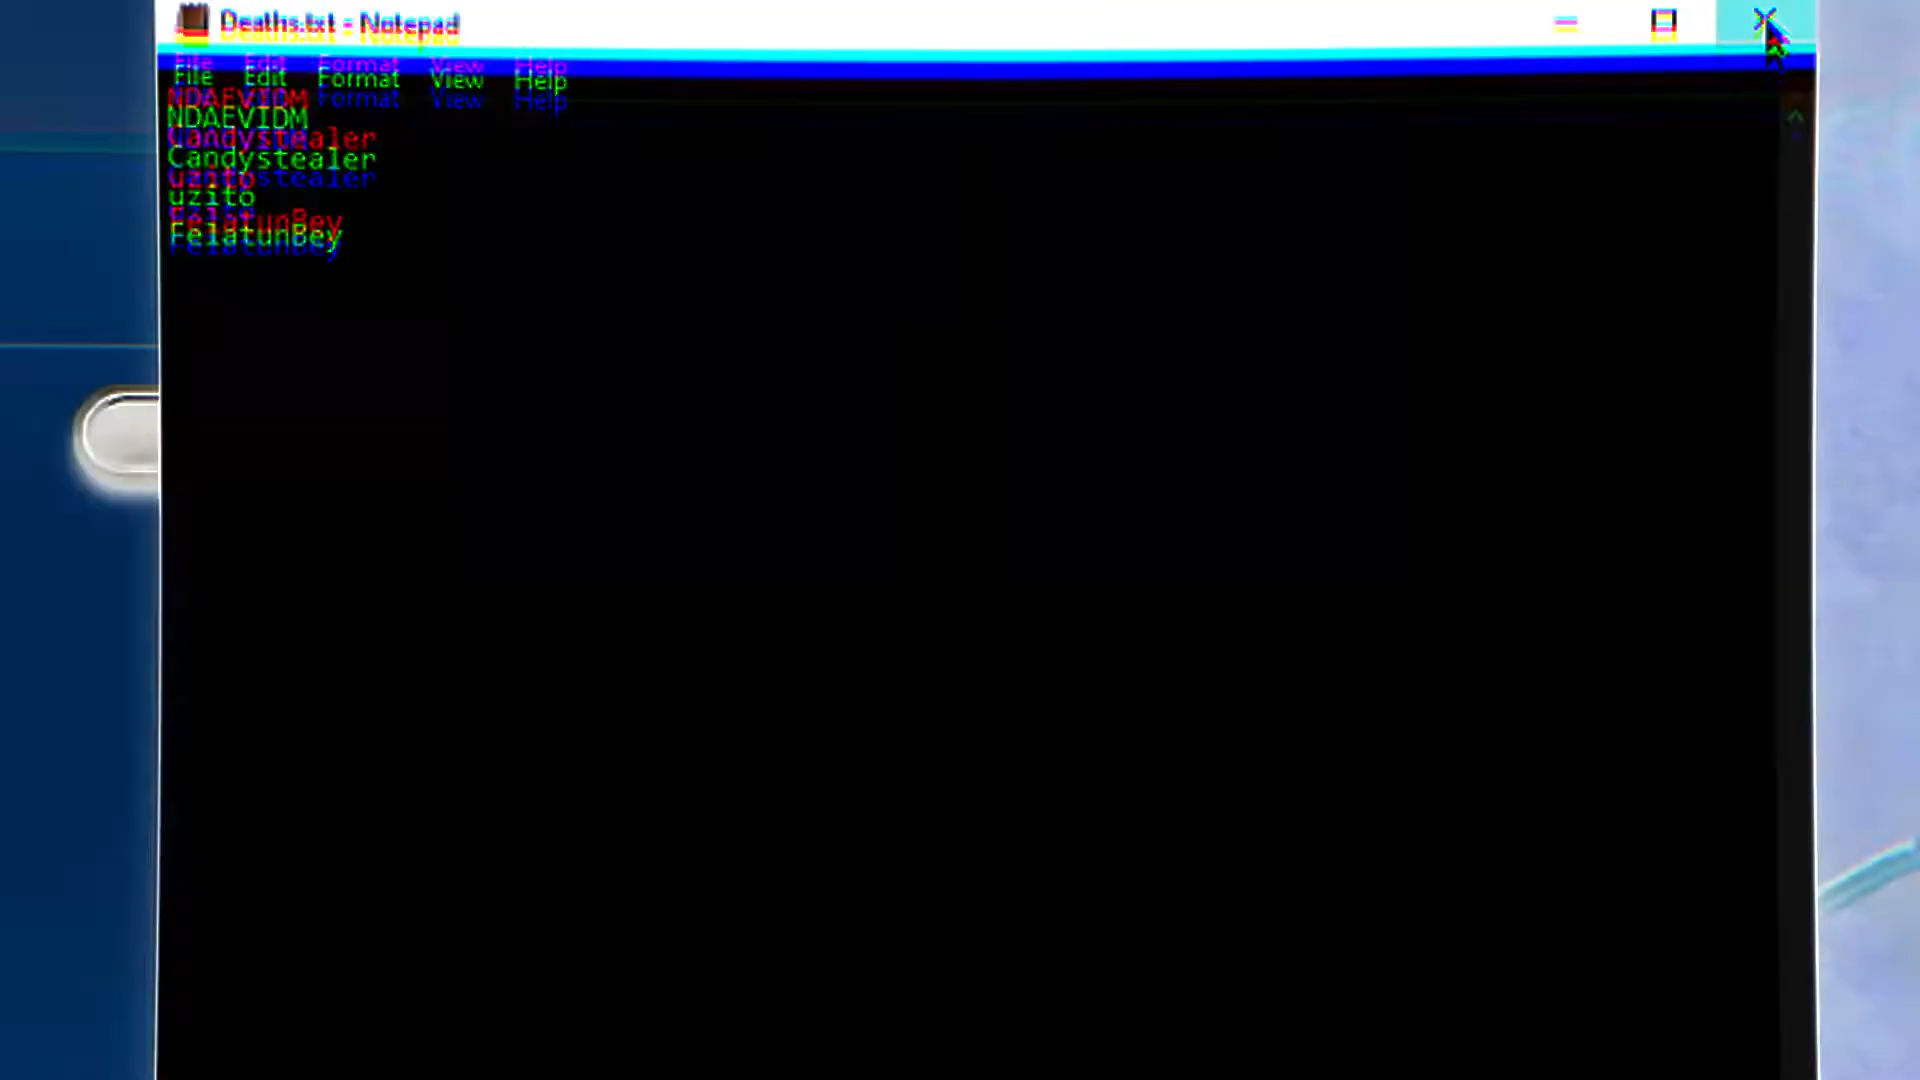 Deaths.txt - Notepad
File Edit Format View Help
NDAEVIDM
Candystealer
uzito
FelatunBey